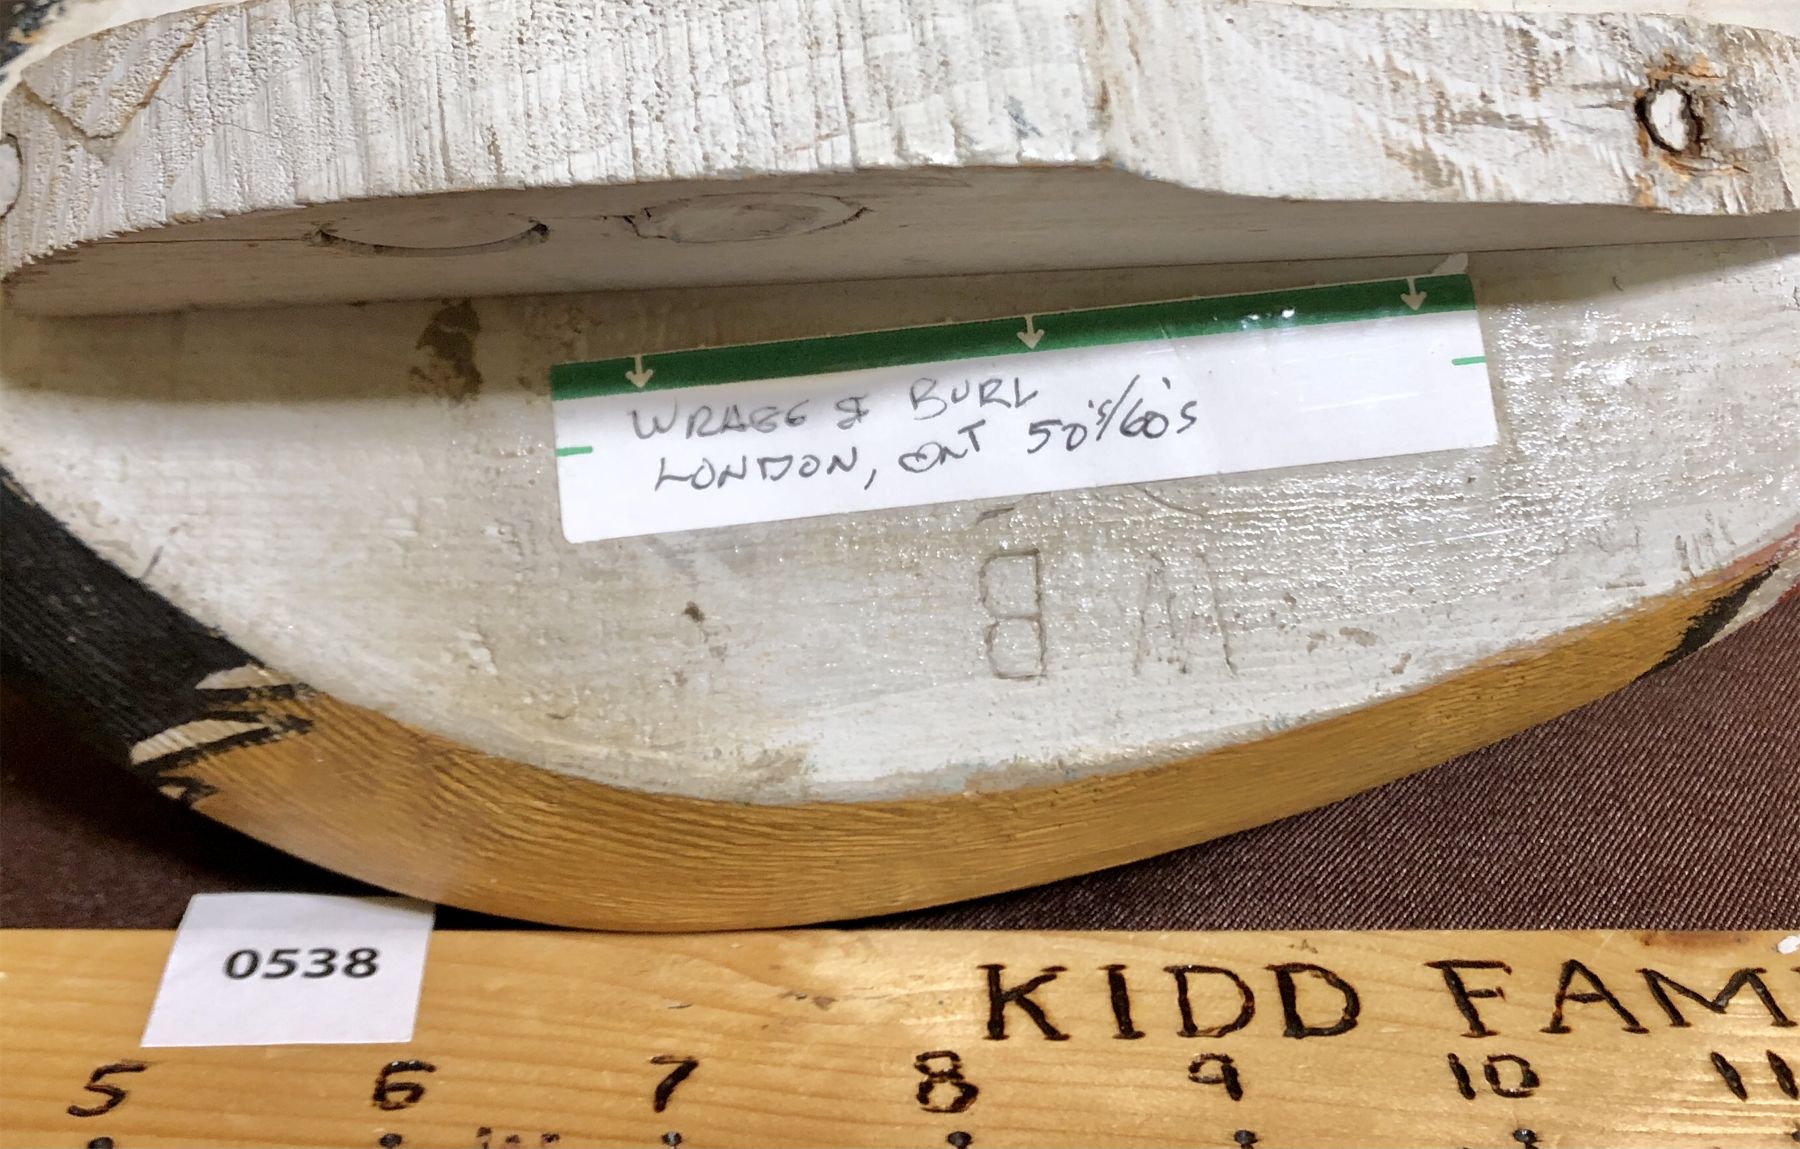 WRAGG & BURL
LONDON, ONT 50's/60's
B W
0538
KIDD FAM
5 6 7 8 9 10 11